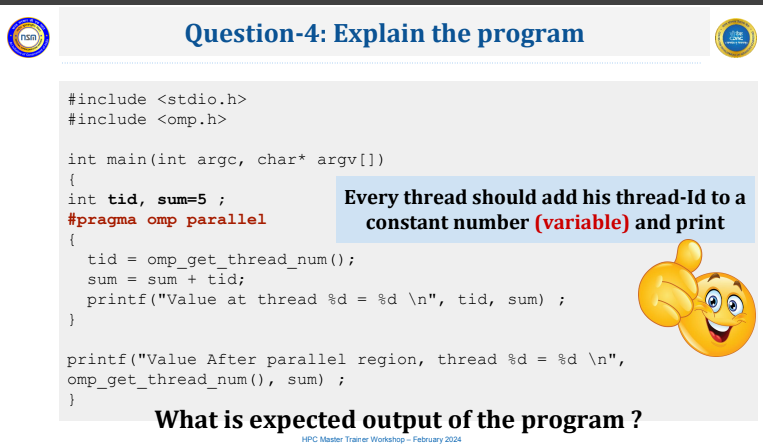 nsm
Question-4: Explain the program
#include <stdio.h>
#include <omp.h>
int main(int argc, char* argv[])
{
int tid, sum=5 ;
Every thread should add his thread-Id to a
#pragma omp parallel
constant number (variable) and print
{
tid = omp_get_thread_num();
sum = sum + tid;
printf("Value at thread %d = %d \n", tid, sum) ;
}
printf("Value After parallel region, thread %d = %d \n",
omp_get_thread_num(), sum) ;
}
What is expected output of the program ?
HPC Master Trainer Workshop – February 2024